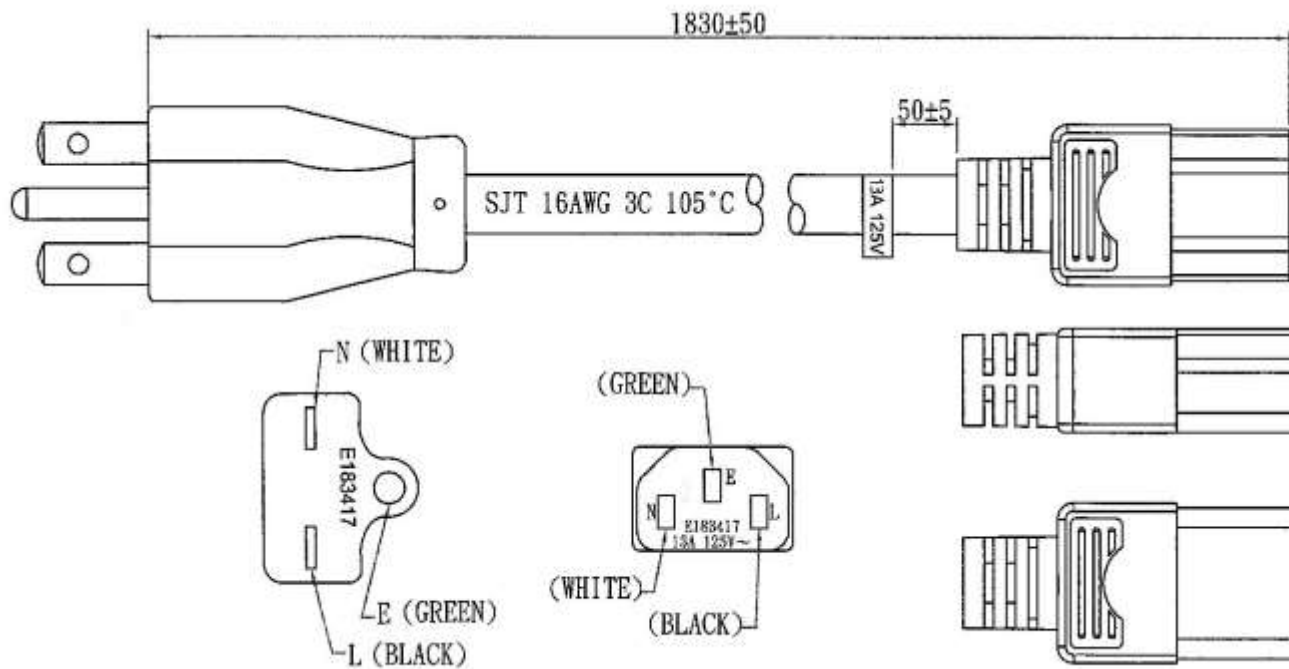 1830±50
50±5
SJT 16AWG 3C 105°C
13A 125V
N (WHITE)
E183417
E (GREEN)
L (BLACK)
(GREEN)
E
N
L
E183417
13A 125V~
(WHITE)
(BLACK)